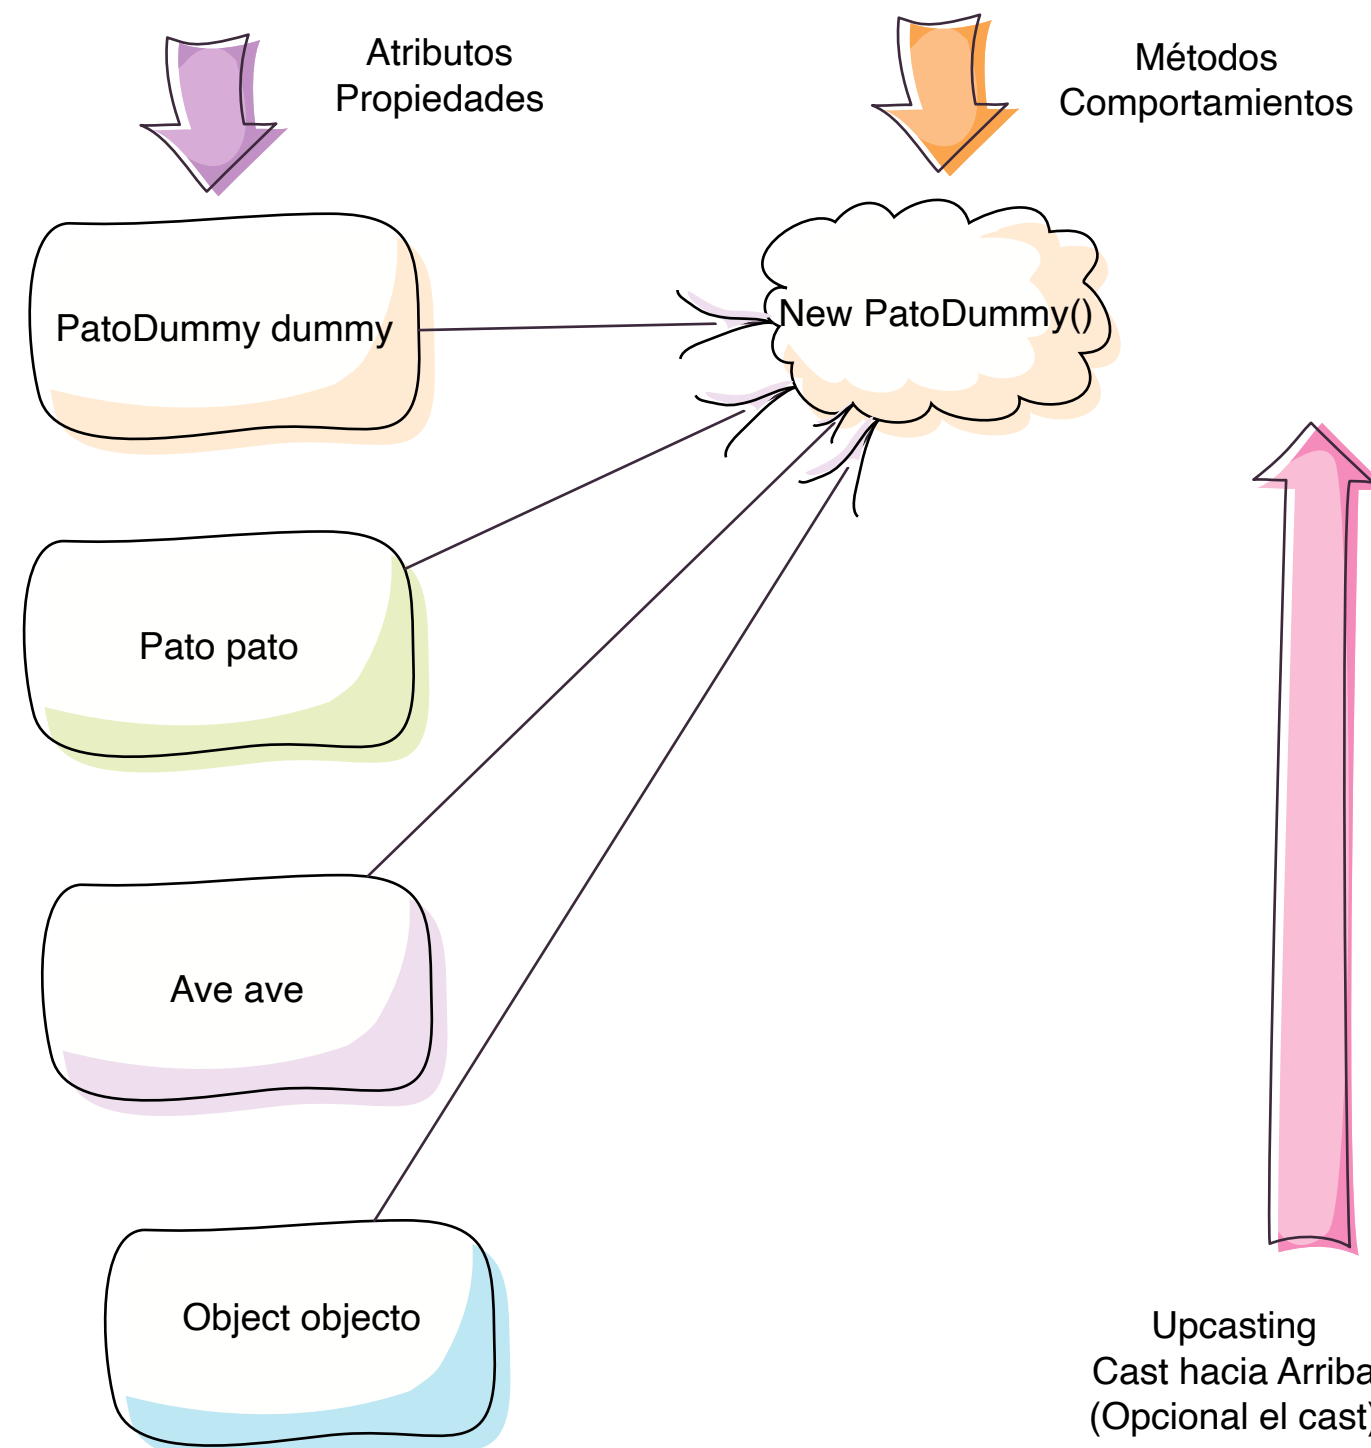 Atributos
Propiedades
Métodos
Comportamientos
PatoDummy dummy
New PatoDummy()
Pato pato
Ave ave
Object objecto
Upcasting
Cast hacia Arriba
(Opcional el cast)